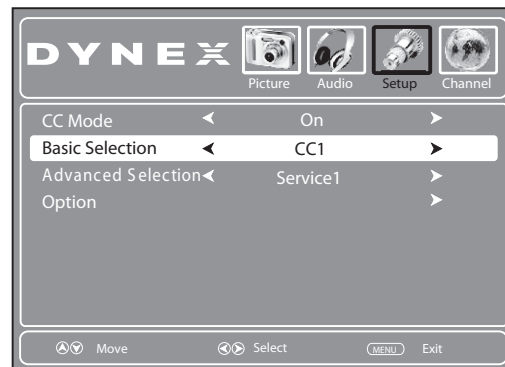 DYNEX
Picture Audio Setup Channel
CC Mode On
Basic Selection CC1
Advanced Selection Service1
Option
Move Select MENU Exit